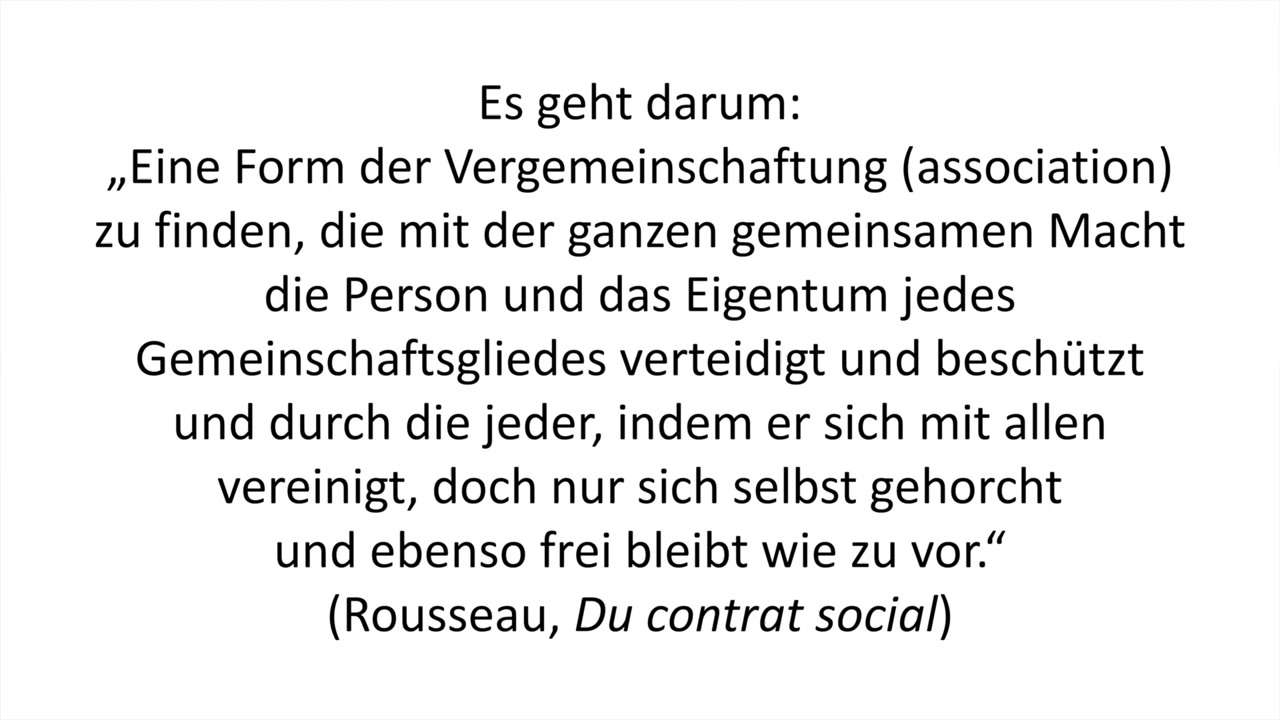 Es geht darum:
„Eine Form der Vergemeinschaftung (association)
zu finden, die mit der ganzen gemeinsamen Macht
die Person und das Eigentum jedes
Gemeinschaftsgliedes verteidigt und beschützt
und durch die jeder, indem er sich mit allen
vereinigt, doch nur sich selbst gehorcht
und ebenso frei bleibt wie zu vor.“
(Rousseau, Du contrat social)